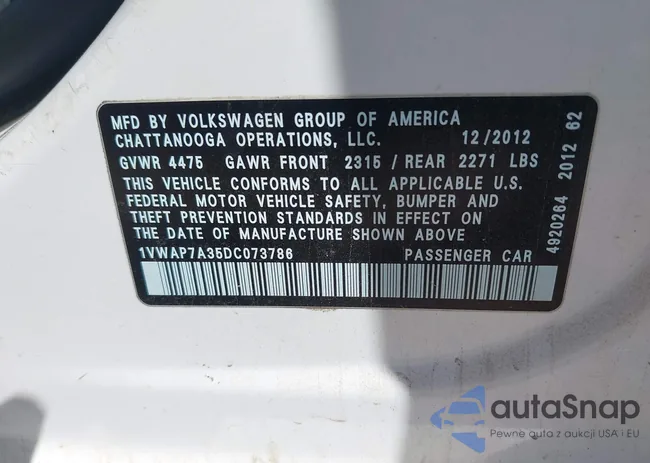 MFD BY VOLKSWAGEN GROUP OF AMERICA
CHATTANOOGA OPERATIONS, LLC. 12/2012
GVWR 4475 GAWR FRONT 2315 / REAR 2271 LBS
THIS VEHICLE CONFORMS TO ALL APPLICABLE U.S.
FEDERAL MOTOR VEHICLE SAFETY, BUMPER AND
THEFT PREVENTION STANDARDS IN EFFECT ON
THE DATE OF MANUFACTURE SHOWN ABOVE
1VWAP7A35DC073786 PASSENGER CAR
4920264 2012 62
autoSnap
Pewne auta z aukcji USA i EU